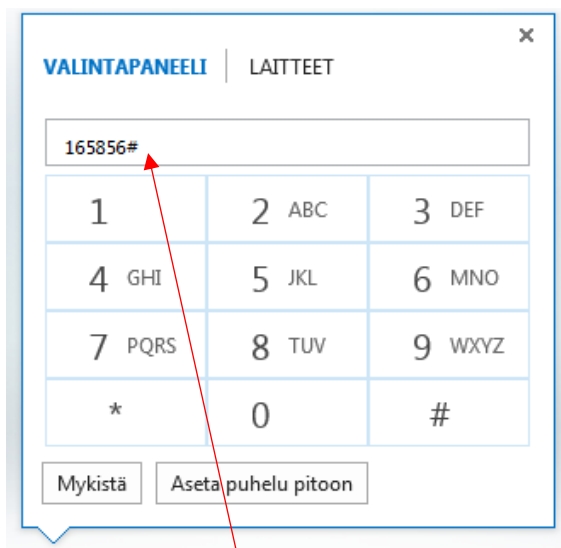 ×
VALINTAPANEELI | LAITTEET
165856#
1 2 ABC 3 DEF
4 GHI 5 JKL 6 MNO
7 PQRS 8 TUV 9 WXYZ
* 0 #
Mykistä Aseta puhelu pitoon